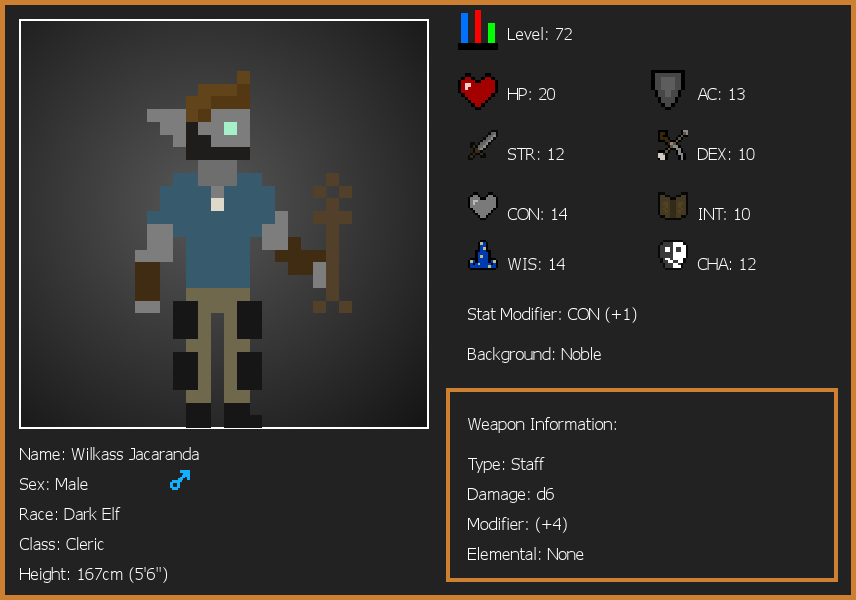 Level: 72
HP: 20
AC: 13
STR: 12
DEX: 10
CON: 14
INT: 10
WIS: 14
CHA: 12
Stat Modifier: CON (+1)
Background: Noble
Weapon Information:
Type: Staff
Damage: d6
Modifier: (+4)
Elemental: None
Name: Wilkass Jacaranda
Sex: Male
Race: Dark Elf
Class: Cleric
Height: 167cm (5'6")